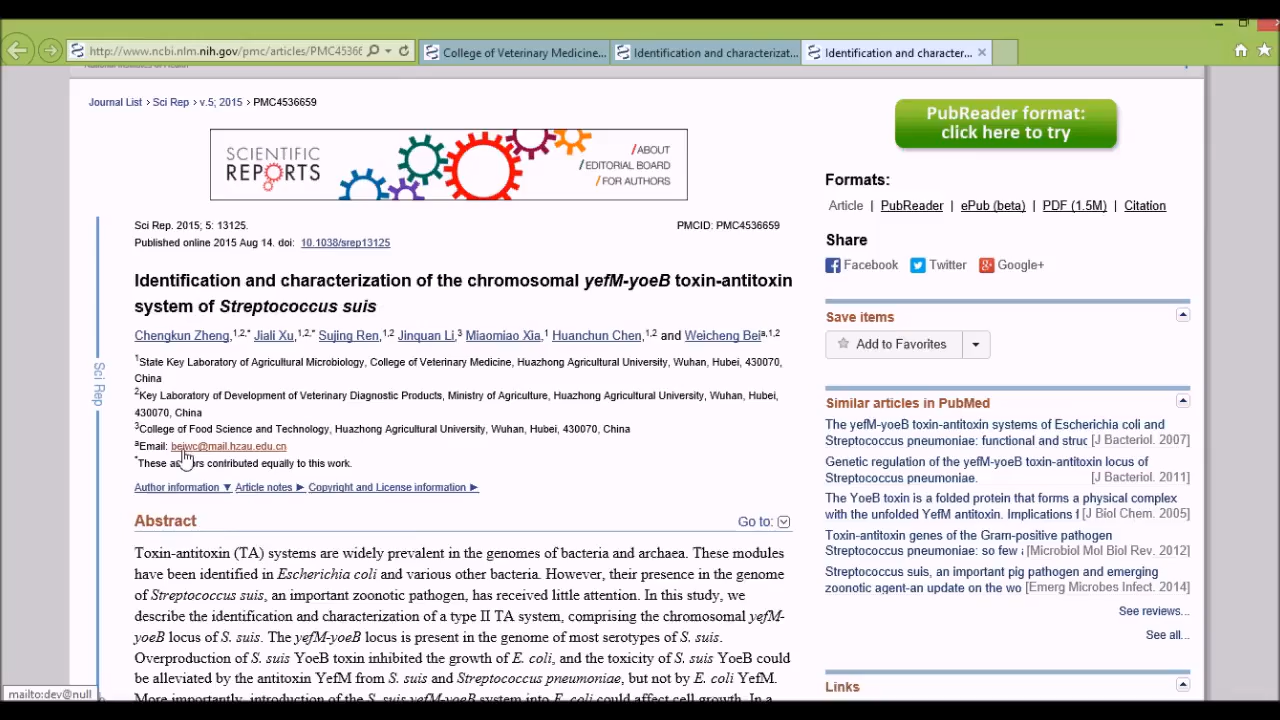 http://www.ncbi.nlm.nih.gov/pmc/articles/PMC4536
College of Veterinary Medicine...
Identification and characterizat...
Identification and character...
Journal List > Sci Rep > v.5; 2015 > PMC4536659
SCIENTIFIC
REPORTS
/ABOUT
/EDITORIAL BOARD
/FOR AUTHORS
Sci Rep. 2015; 5: 13125.
PMCID: PMC4536659
Published online 2015 Aug 14. doi: 10.1038/srep13125
Identification and characterization of the chromosomal yefM-yoeB toxin-antitoxin
system of Streptococcus suis
Chengkun Zheng,1,2,* Jiali Xu,1,2,* Sujing Ren,1,2 Jinquan Li,3 Miaomiao Xia,1 Huanchun Chen,1,2 and Weicheng Beia,1,2
1State Key Laboratory of Agricultural Microbiology, College of Veterinary Medicine, Huazhong Agricultural University, Wuhan, Hubei, 430070,
China
2Key Laboratory of Development of Veterinary Diagnostic Products, Ministry of Agriculture, Huazhong Agricultural University, Wuhan, Hubei,
430070, China
3College of Food Science and Technology, Huazhong Agricultural University, Wuhan, Hubei, 430070, China
aEmail: beiwc@mail.hzau.edu.cn
*These authors contributed equally to this work.
Author information ▼ Article notes ► Copyright and License information ►
Sci Rep
Abstract
Go to:
Toxin-antitoxin (TA) systems are widely prevalent in the genomes of bacteria and archaea. These modules
have been identified in Escherichia coli and various other bacteria. However, their presence in the genome
of Streptococcus suis, an important zoonotic pathogen, has received little attention. In this study, we
describe the identification and characterization of a type II TA system, comprising the chromosomal yefM-
yoeB locus of S. suis. The yefM-yoeB locus is present in the genome of most serotypes of S. suis.
Overproduction of S. suis YoeB toxin inhibited the growth of E. coli, and the toxicity of S. suis YoeB could
be alleviated by the antitoxin YefM from S. suis and Streptococcus pneumoniae, but not by E. coli YefM.
More importantly, introduction of the S. suis yefM-yoeB system into E. coli could affect cell growth. In a
PubReader format:
click here to try
Formats:
Article | PubReader | ePub (beta) | PDF (1.5M) | Citation
Share
Facebook Twitter Google+
Save items
Add to Favorites
Similar articles in PubMed
The yefM-yoeB toxin-antitoxin systems of Escherichia coli and
Streptococcus pneumoniae: functional and struc [J Bacteriol. 2007]
Genetic regulation of the yefM-yoeB toxin-antitoxin locus of
Streptococcus pneumoniae. [J Bacteriol. 2011]
The YoeB toxin is a folded protein that forms a physical complex
with the unfolded YefM antitoxin. Implications f [J Biol Chem. 2005]
Toxin-antitoxin genes of the Gram-positive pathogen
Streptococcus pneumoniae: so few [Microbiol Mol Biol Rev. 2012]
Streptococcus suis, an important pig pathogen and emerging
zoonotic agent-an update on the wo [Emerg Microbes Infect. 2014]
See reviews...
See all...
Links
mailto:dev@null